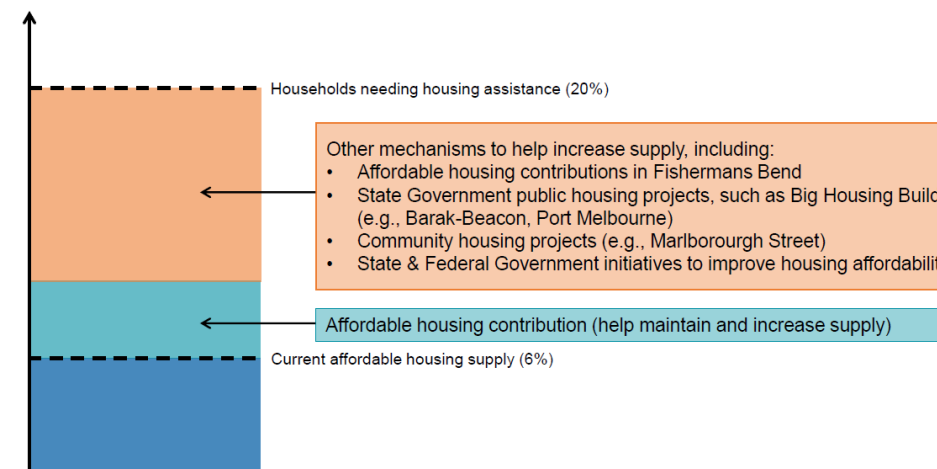 Households needing housing assistance (20%)
Other mechanisms to help increase supply, including:
• Affordable housing contributions in Fishermans Bend
• State Government public housing projects, such as Big Housing Build
(e.g., Barak-Beacon, Port Melbourne)
• Community housing projects (e.g., Marlborourgh Street)
• State & Federal Government initiatives to improve housing affordabilit
Affordable housing contribution (help maintain and increase supply)
Current affordable housing supply (6%)